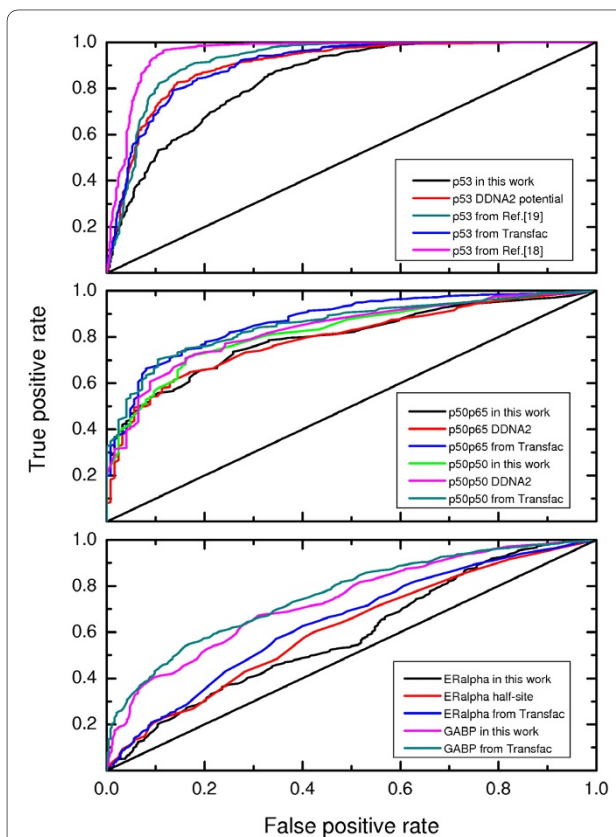 1.0
0.8
0.6
0.4
0.2
p53 in this work
p53 DDNA2 potential
p53 from Ref.[19]
p53 from Transfac
p53 from Ref.[18]
1.0
0.8
0.6
0.4
0.2
p50p65 in this work
p50p65 DDNA2
p50p65 from Transfac
p50p50 in this work
p50p50 DDNA2
p50p50 from Transfac
True positive rate
1.0
0.8
0.6
0.4
0.2
ERalpha in this work
ERalpha half-site
ERalpha from Transfac
GABP in this work
GABP from Transfac
0.0 0.2 0.4 0.6 0.8 1.0
False positive rate